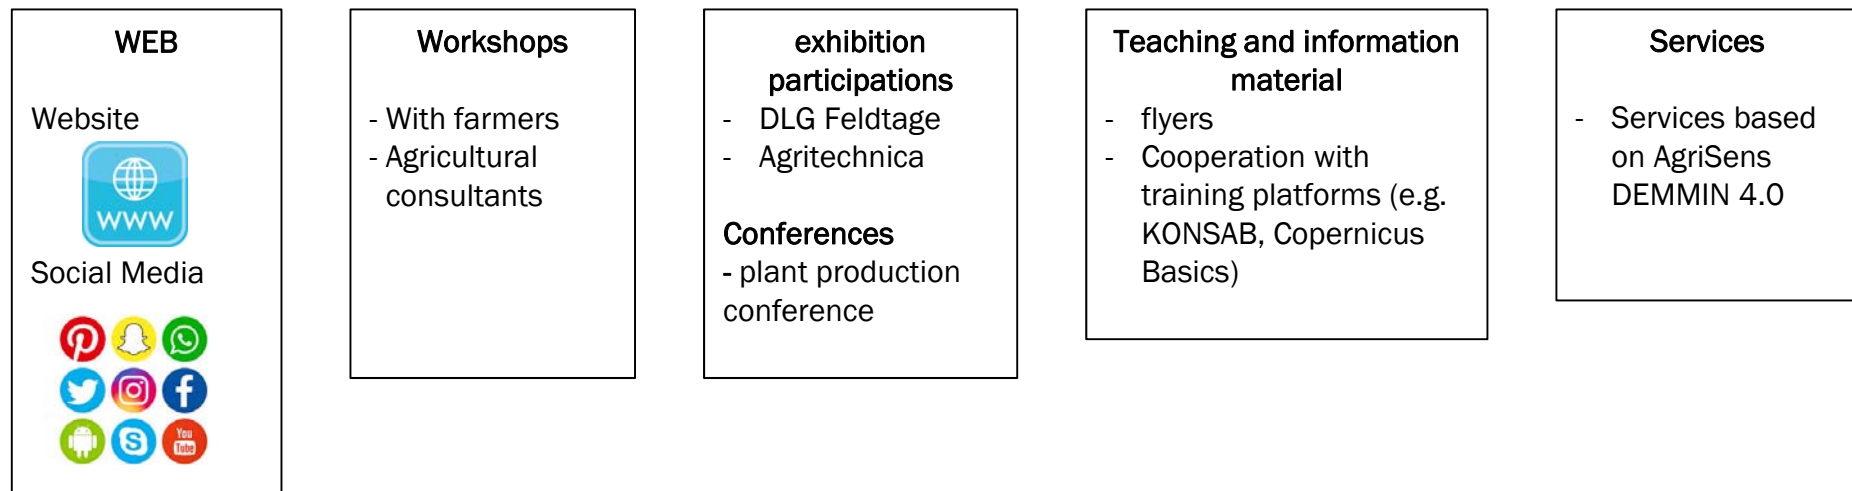 WEB
Website
WWW
Social Media
You
Tube
Workshops
- With farmers
- Agricultural
consultants
exhibition
participations
- DLG Feldtage
- Agritechnica
Conferences
- plant production
conference
Teaching and information
material
- flyers
- Cooperation with
training platforms (e.g.
KONSAB, Copernicus
Basics)
Services
- Services based
on AgriSens
DEMMIN 4.0